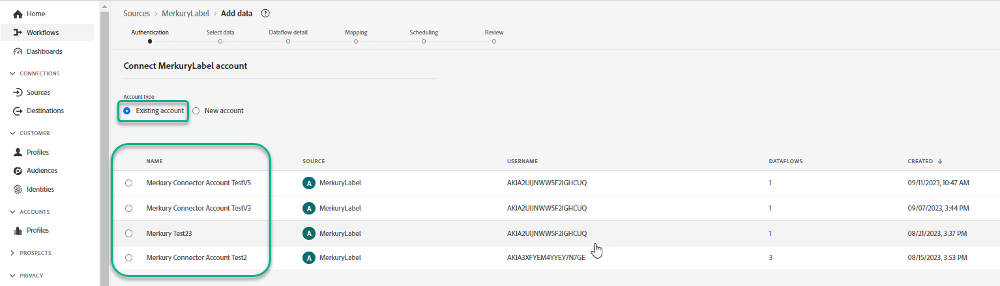 Home
Workflows
Dashboards
CONNECTIONS
Sources
Destinations
CUSTOMER
Profiles
Audiences
Identities
ACCOUNTS
Profiles
PROSPECTS
PRIVACY
Sources > MerkuryLabel > Add data ?
Authentication Select data Dataflow detail Mapping Scheduling Review
Connect MerkuryLabel account
Account type
Existing account New account
NAME SOURCE USERNAME DATAFLOWS CREATED ↓
Merkury Connector Account TestV5 A MerkuryLabel AKIA2UIJNWW5F2IGHCUQ 1 09/11/2023, 10:47 AM
Merkury Connector Account TestV3 A MerkuryLabel AKIA2UIJNWW5F2IGHCUQ 1 09/07/2023, 3:44 PM
Merkury Test23 A MerkuryLabel AKIA2UIJNWW5F2IGHCUQ 1 08/21/2023, 3:37 PM
Merkury Connector Account Test2 A MerkuryLabel AKIA3XFYEM4YYEY7N7GE 3 08/15/2023, 3:53 PM